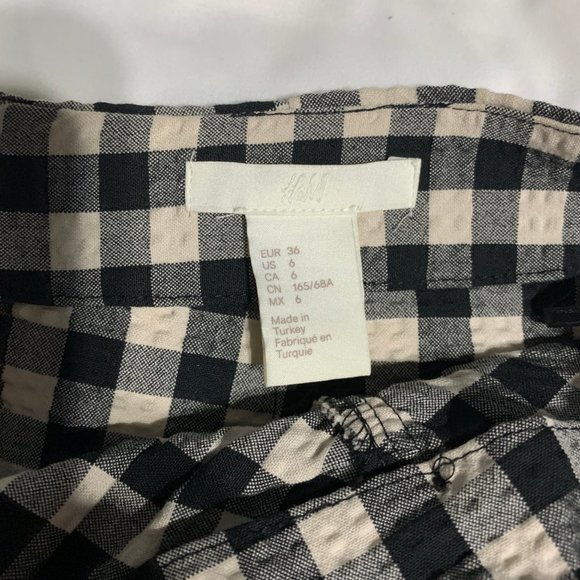 H&M
EUR 36
US 6
CA 6
CN 165/68A
MX 6
Made in
Turkey
Fabriqué en
Turquie